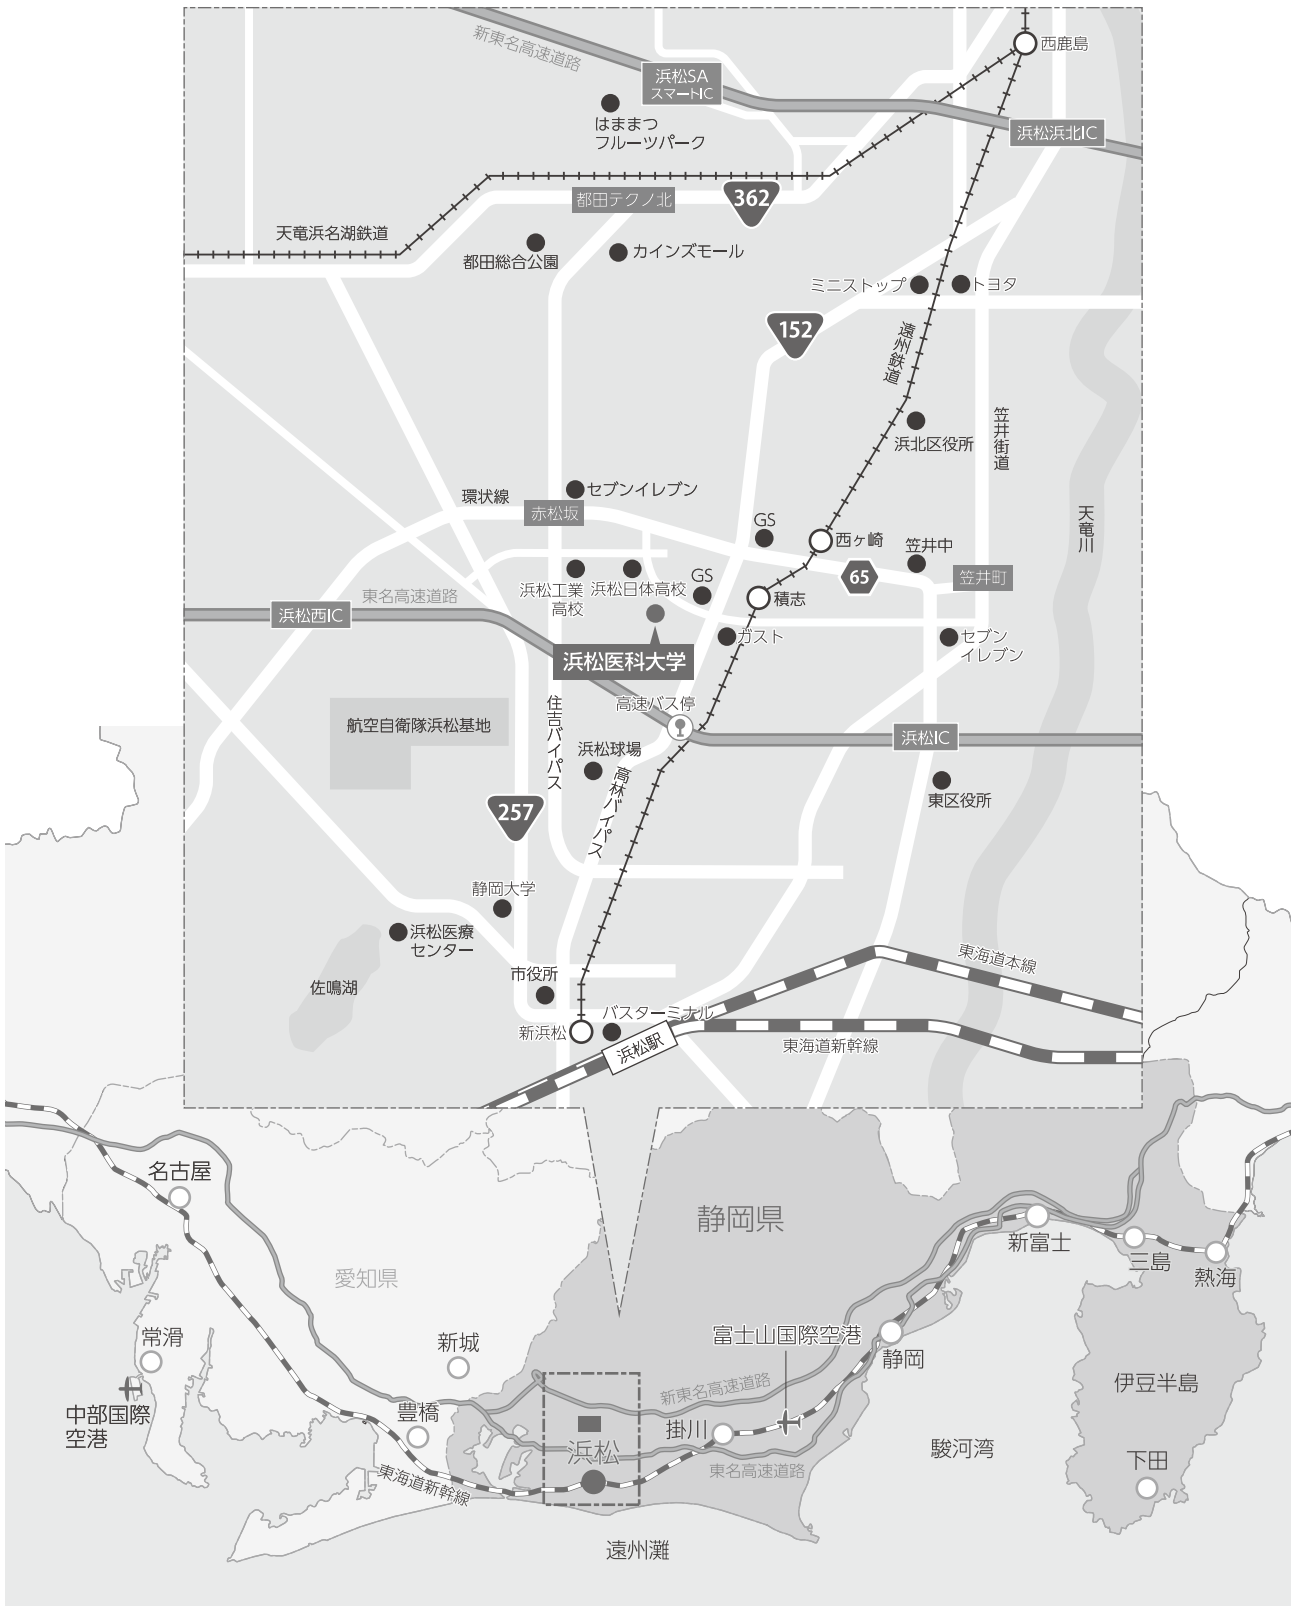 新東名高速道路
西鹿島
浜松SA
スマートIC
はままつ
フルーツパーク
浜松浜北IC
都田テクノ北
362
天竜浜名湖鉄道
都田総合公園
カインズモール
ミニストップ
トヨタ
152
遠州鉄道
浜北区役所
笠井街道
環状線
セブンイレブン
赤松坂
天竜川
GS
西ヶ崎
笠井中
浜松工業
高校
浜松日体高校
GS
65
笠井町
東名高速道路
浜松西IC
積志
ガスト
セブン
イレブン
浜松医科大学
高速バス停
航空自衛隊浜松基地
住吉バイパス
浜松IC
浜松球場
高林バイパス
東区役所
257
静岡大学
浜松医療
センター
佐鳴湖
市役所
東海道本線
新浜松
バスターミナル
浜松駅
東海道新幹線
名古屋
静岡県
新富士
三島
熱海
愛知県
常滑
新城
富士山国際空港
静岡
中部国際
空港
新東名高速道路
伊豆半島
豊橋
掛川
駿河湾
浜松
東名高速道路
下田
東海道新幹線
遠州灘